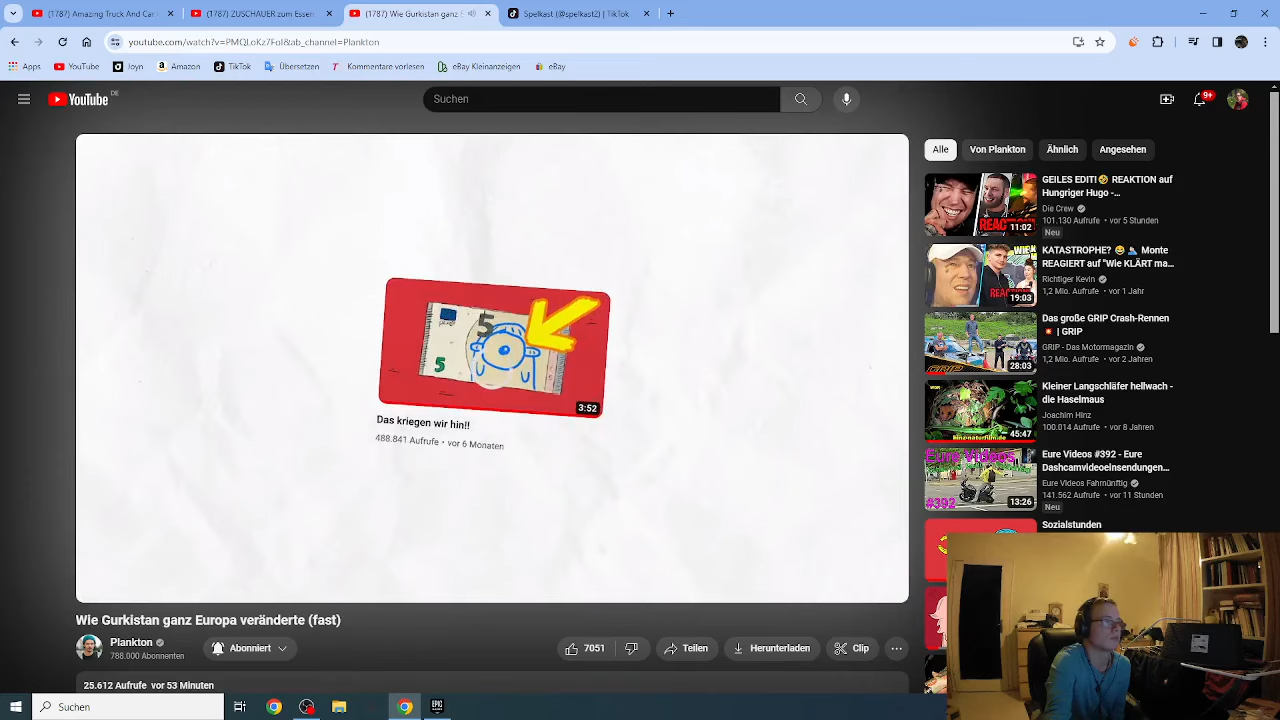 (1787) Amazing Truck And Car
(1787) ZUSCHAUER zum Essen
(1787) Wie Gurkistan ganz
Spelkast (@spelkast2) | TikTok
youtube.com/watch?v=PMQLoKz7FoI&ab_channel=Plankton
Apps
YouTube
Joyn
Amazon
TikTok
Übersetzen
Kommentare vorlesen
eBay Kleinanzeigen
eBay
YouTube DE
Suchen
9+
Alle
Von Plankton
Ähnlich
Angesehen
5
5
3:52
Das kriegen wir hin!!
488.841 Aufrufe • vor 6 Monaten
REACTION
11:02
GEILES EDIT!🤣 REAKTION auf
Hungriger Hugo -...
Die Crew
101.130 Aufrufe • vor 5 Stunden
Neu
19:03
KATASTROPHE? 😂 Monte
REAGIERT auf "Wie KLÄRT ma...
Richtiger Kevin
1,2 Mio. Aufrufe • vor 1 Jahr
28:03
Das große GRIP Crash-Rennen
💥 | GRIP
GRIP - Das Motormagazin
1,2 Mio. Aufrufe • vor 2 Jahren
45:47
Kleiner Langschläfer hellwach -
die Haselmaus
Joachim Hinz
100.014 Aufrufe • vor 8 Jahren
Eure Videos
#392
13:26
Eure Videos #392 - Eure
Dashcamvideoeinsendungen...
Eure Videos Fahrnünftig
141.562 Aufrufe • vor 11 Stunden
Neu
Sozialstunden
Wie Gurkistan ganz Europa veränderte (fast)
Plankton
788.000 Abonnenten
Aktiviert
7051
Teilen
Herunterladen
Clip
25.612 Aufrufe vor 53 Minuten
Suchen
EPIC